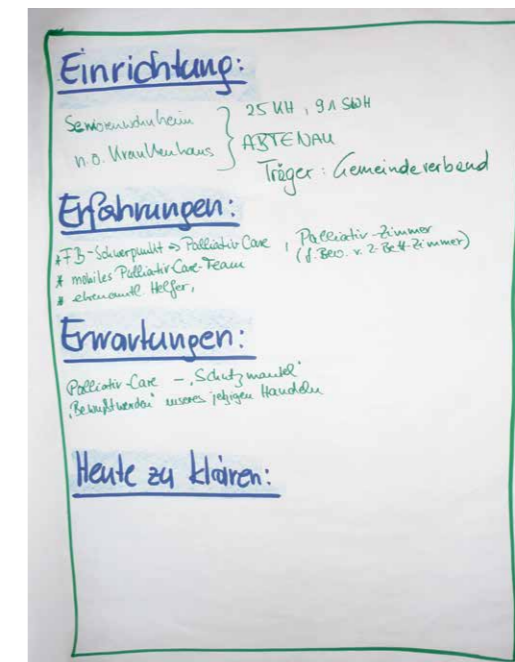 Einrichtung:
Seniorenwohnheim } 25 KH, 91 SWH
n.ö. Krankenhaus } ABTENAU
Träger: Gemeindeverband
Erfahrungen:
* FB-Schwerpunkt => Palliativ Care, Palliativ-Zimmer
(f. Bew. v. 2-Bett-Zimmer)
* mobiles Palliativ Care-Team
* ehrenamtl. Helfer,
Erwartungen:
Palliativ-Care – „Schutzmantel"
„Bewußtwerden" unseres jetzigen Handeln
Heute zu klären: